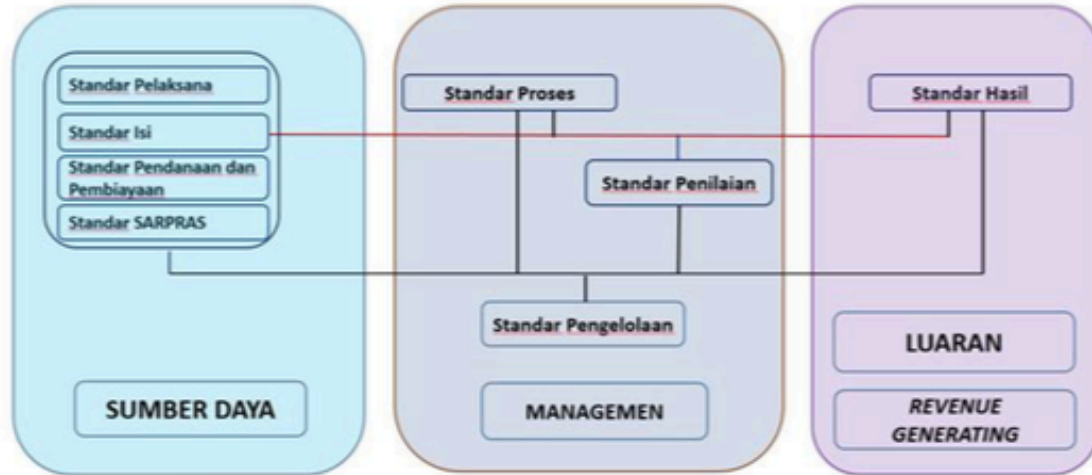 Standar Pelaksana
Standar Isi
Standar Pendanaan dan
Pembiayaan
Standar SARPRAS
SUMBER DAYA
Standar Proses
Standar Penilaian
Standar Pengelolaan
MANAGEMEN
Standar Hasil
LUARAN
REVENUE
GENERATING